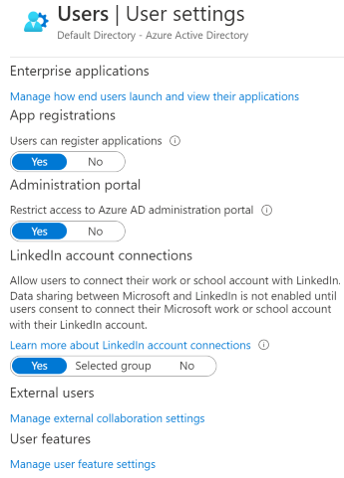 Users | User settings
Default Directory - Azure Active Directory
Enterprise applications
Manage how end users launch and view their applications
App registrations
Users can register applications
Yes No
Administration portal
Restrict access to Azure AD administration portal
Yes No
LinkedIn account connections
Allow users to connect their work or school account with LinkedIn.
Data sharing between Microsoft and LinkedIn is not enabled until
users consent to connect their Microsoft work or school account
with their LinkedIn account.
Learn more about LinkedIn account connections
Yes Selected group No
External users
Manage external collaboration settings
User features
Manage user feature settings